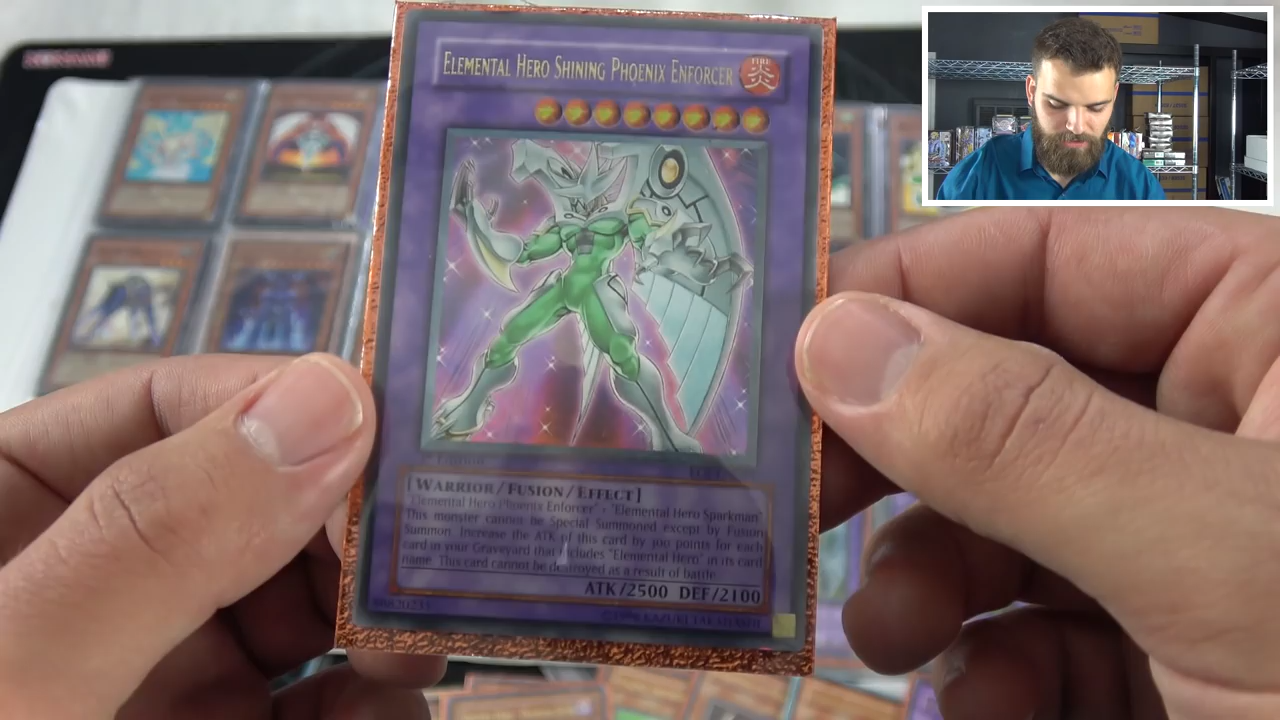 ELEMENTAL HERO SHINING PHOENIX ENFORCER
FIRE
炎
[WARRIOR/FUSION/EFFECT]
"Elemental Hero Phoenix Enforcer" + "Elemental Hero Sparkman"
This monster cannot be Special Summoned except by Fusion
Summon. Increase the ATK of this card by 300 points for each
card in your Graveyard that includes "Elemental Hero" in its card
name. This card cannot be destroyed as a result of battle.
ATK/2500 DEF/2100